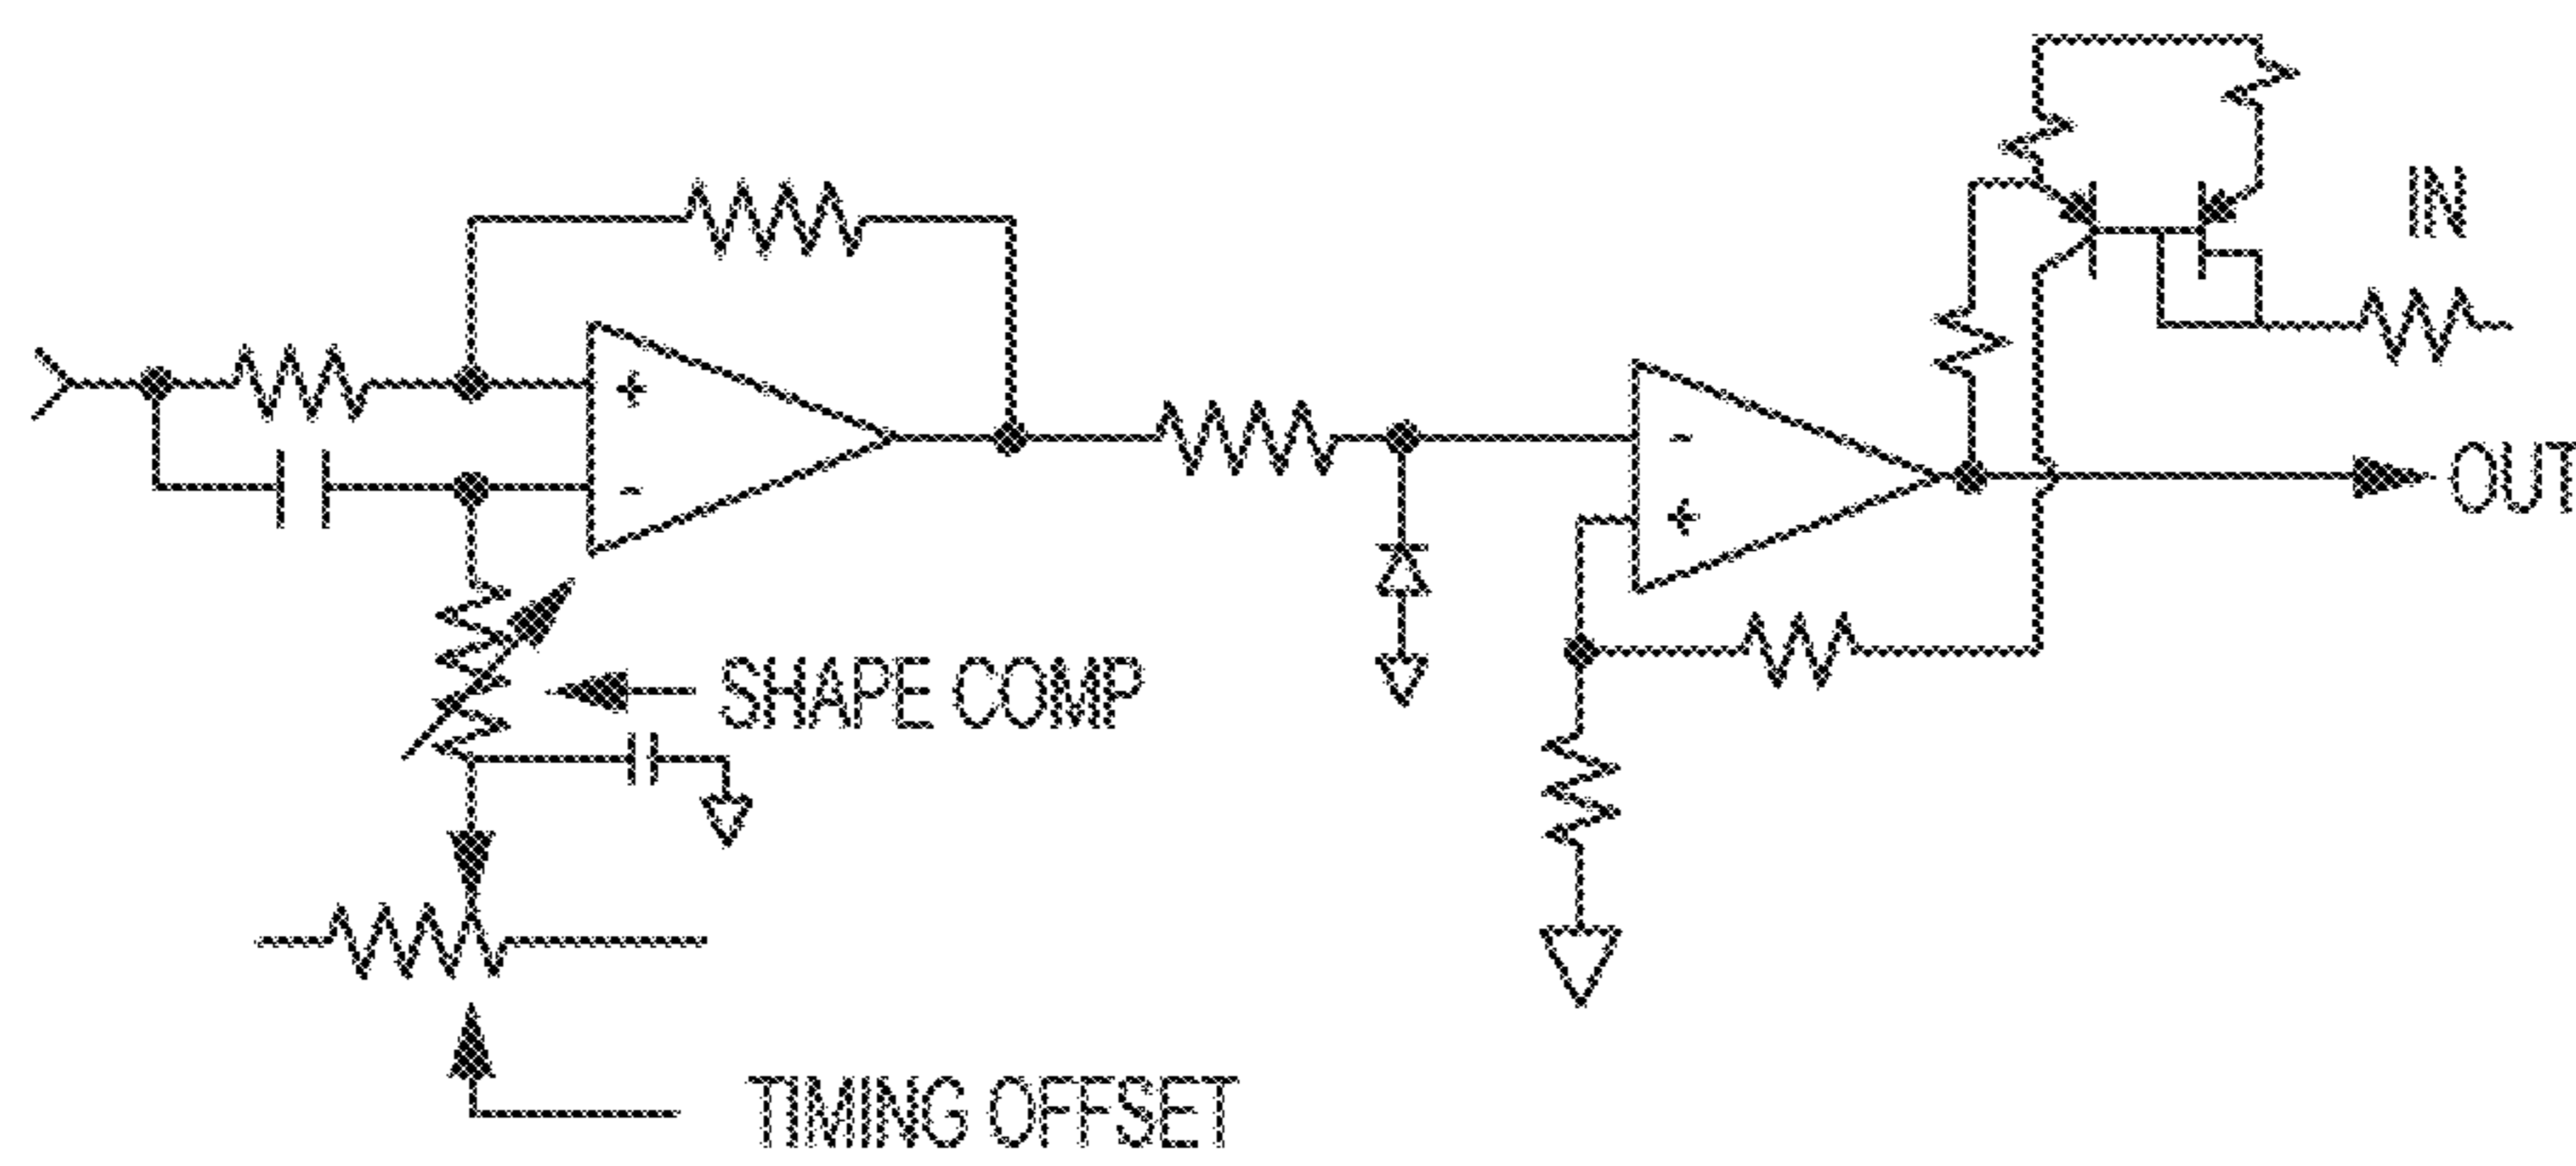 IN
+
-
-
+
OUT
SHAPE COMP
TIMING OFFSET